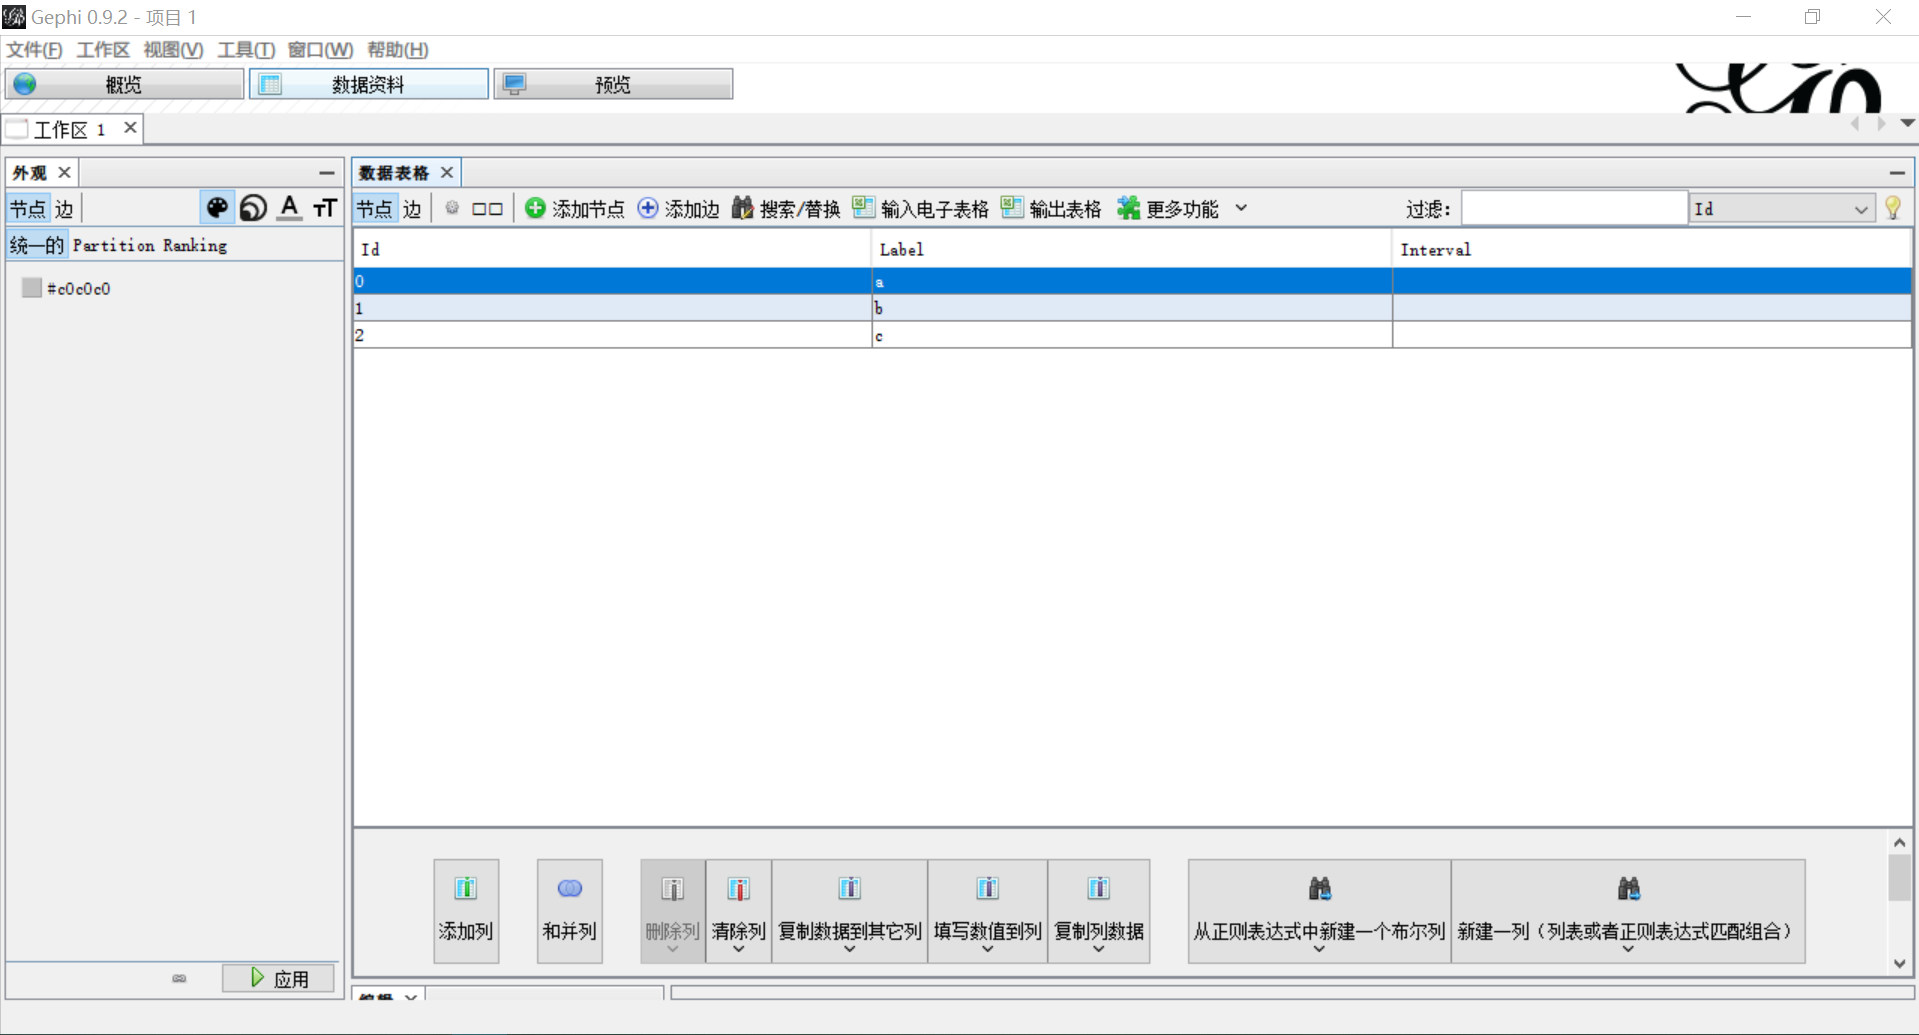 Gephi 0.9.2 - 项目 1
文件(F) 工作区 视图(V) 工具(T) 窗口(W) 帮助(H)
概览 数据资料 预览
工作区 1
外观
数据表格
节点 边
节点 边 添加节点 添加边 搜索/替换 输入电子表格 输出表格 更多功能 过滤: Id
统一的 Partition Ranking
#c0c0c0
Id Label Interval
0 a
1 b
2 c
添加列 和并列 删除列 清除列 复制数据到其它列 填写数值到列 复制列数据 从正则表达式中新建一个布尔列 新建一列（列表或者正则表达式匹配组合）
应用
编辑